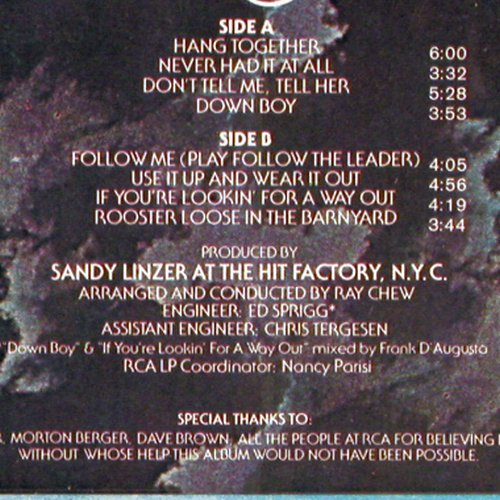 SIDE A
HANG TOGETHER 6:00
NEVER HAD IT AT ALL 3:32
DON'T TELL ME, TELL HER 5:28
DOWN BOY 3:53
SIDE B
FOLLOW ME (PLAY FOLLOW THE LEADER) 4:05
USE IT UP AND WEAR IT OUT 4:56
IF YOU'RE LOOKIN' FOR A WAY OUT 4:19
ROOSTER LOOSE IN THE BARNYARD 3:44
PRODUCED BY
SANDY LINZER AT THE HIT FACTORY, N.Y.C.
ARRANGED AND CONDUCTED BY RAY CHEW
ENGINEER: ED SPRIGG*
ASSISTANT ENGINEER: CHRIS TERGESEN
"Down Boy" & "If You're Lookin' For A Way Out" mixed by Frank D'Augusta
RCA LP Coordinator: Nancy Parisi
SPECIAL THANKS TO:
MORTON BERGER, DAVE BROWN, ALL THE PEOPLE AT RCA FOR BELIEVING
WITHOUT WHOSE HELP THIS ALBUM WOULD NOT HAVE BEEN POSSIBLE.